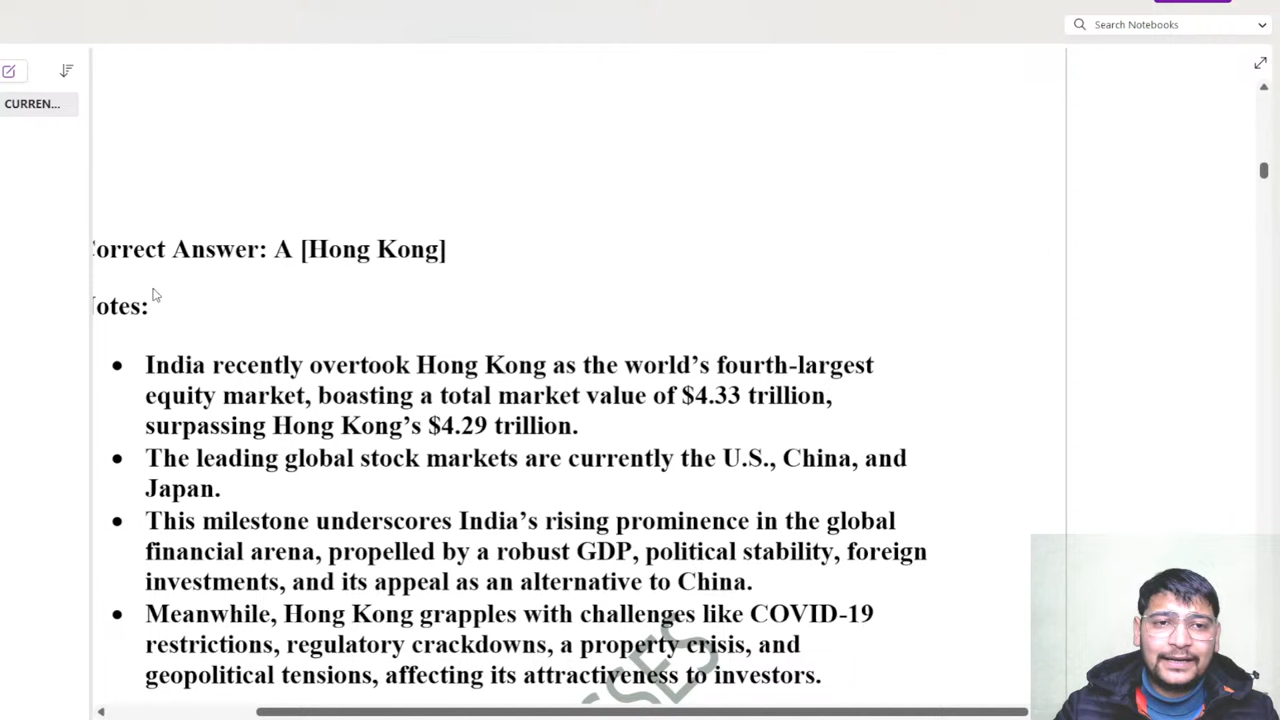 Search Notebooks
CURREN...
Correct Answer: A [Hong Kong]
Notes:
• India recently overtook Hong Kong as the world's fourth-largest
equity market, boasting a total market value of $4.33 trillion,
surpassing Hong Kong's $4.29 trillion.
• The leading global stock markets are currently the U.S., China, and
Japan.
• This milestone underscores India's rising prominence in the global
financial arena, propelled by a robust GDP, political stability, foreign
investments, and its appeal as an alternative to China.
• Meanwhile, Hong Kong grapples with challenges like COVID-19
restrictions, regulatory crackdowns, a property crisis, and
geopolitical tensions, affecting its attractiveness to investors.